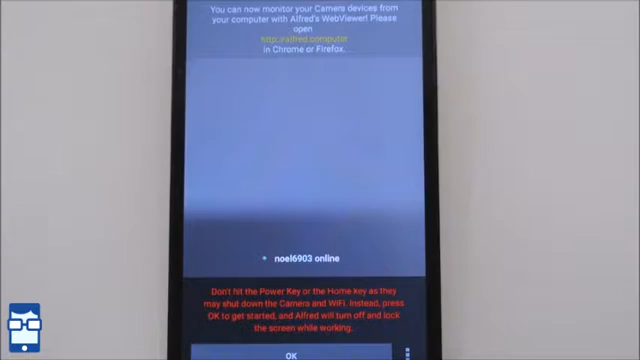 You can now monitor your Camera devices from
your computer with Alfred's WebViewer! Please
open
http://alfred.computer
in Chrome or Firefox.
noel6903 online
Don't hit the Power Key or the Home key as they
may shut down the Camera and WiFi. Instead, press
OK to get started, and Alfred will turn off and lock
the screen while working.
OK